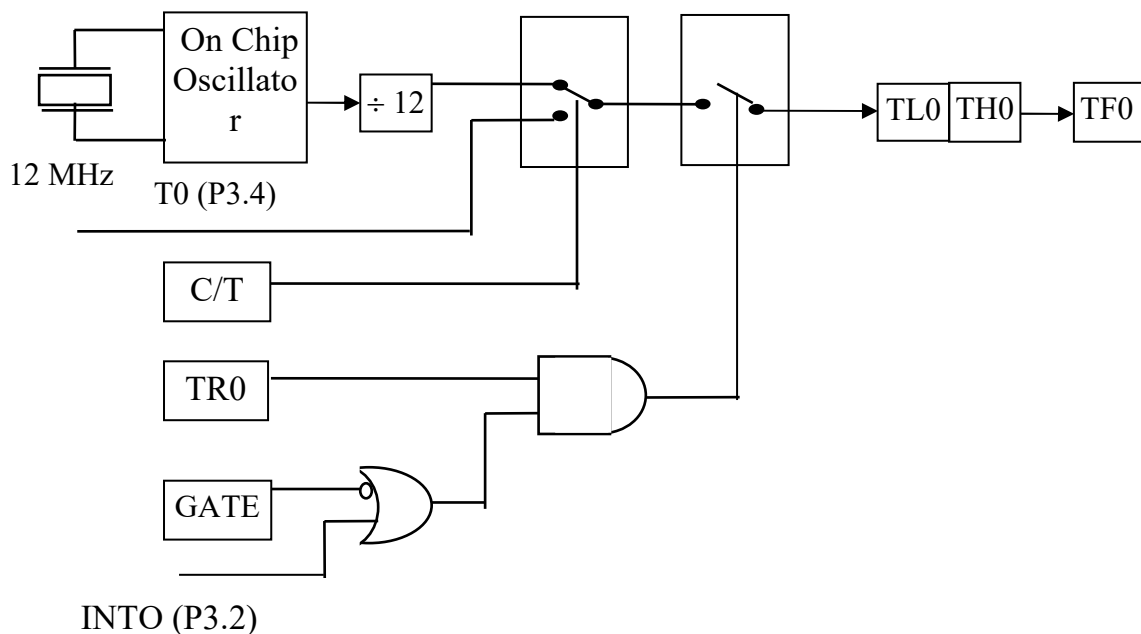 On Chip
Oscillato
r
÷ 12
TL0
TH0
TF0
12 MHz
T0 (P3.4)
C/T
TR0
GATE
INTO (P3.2)